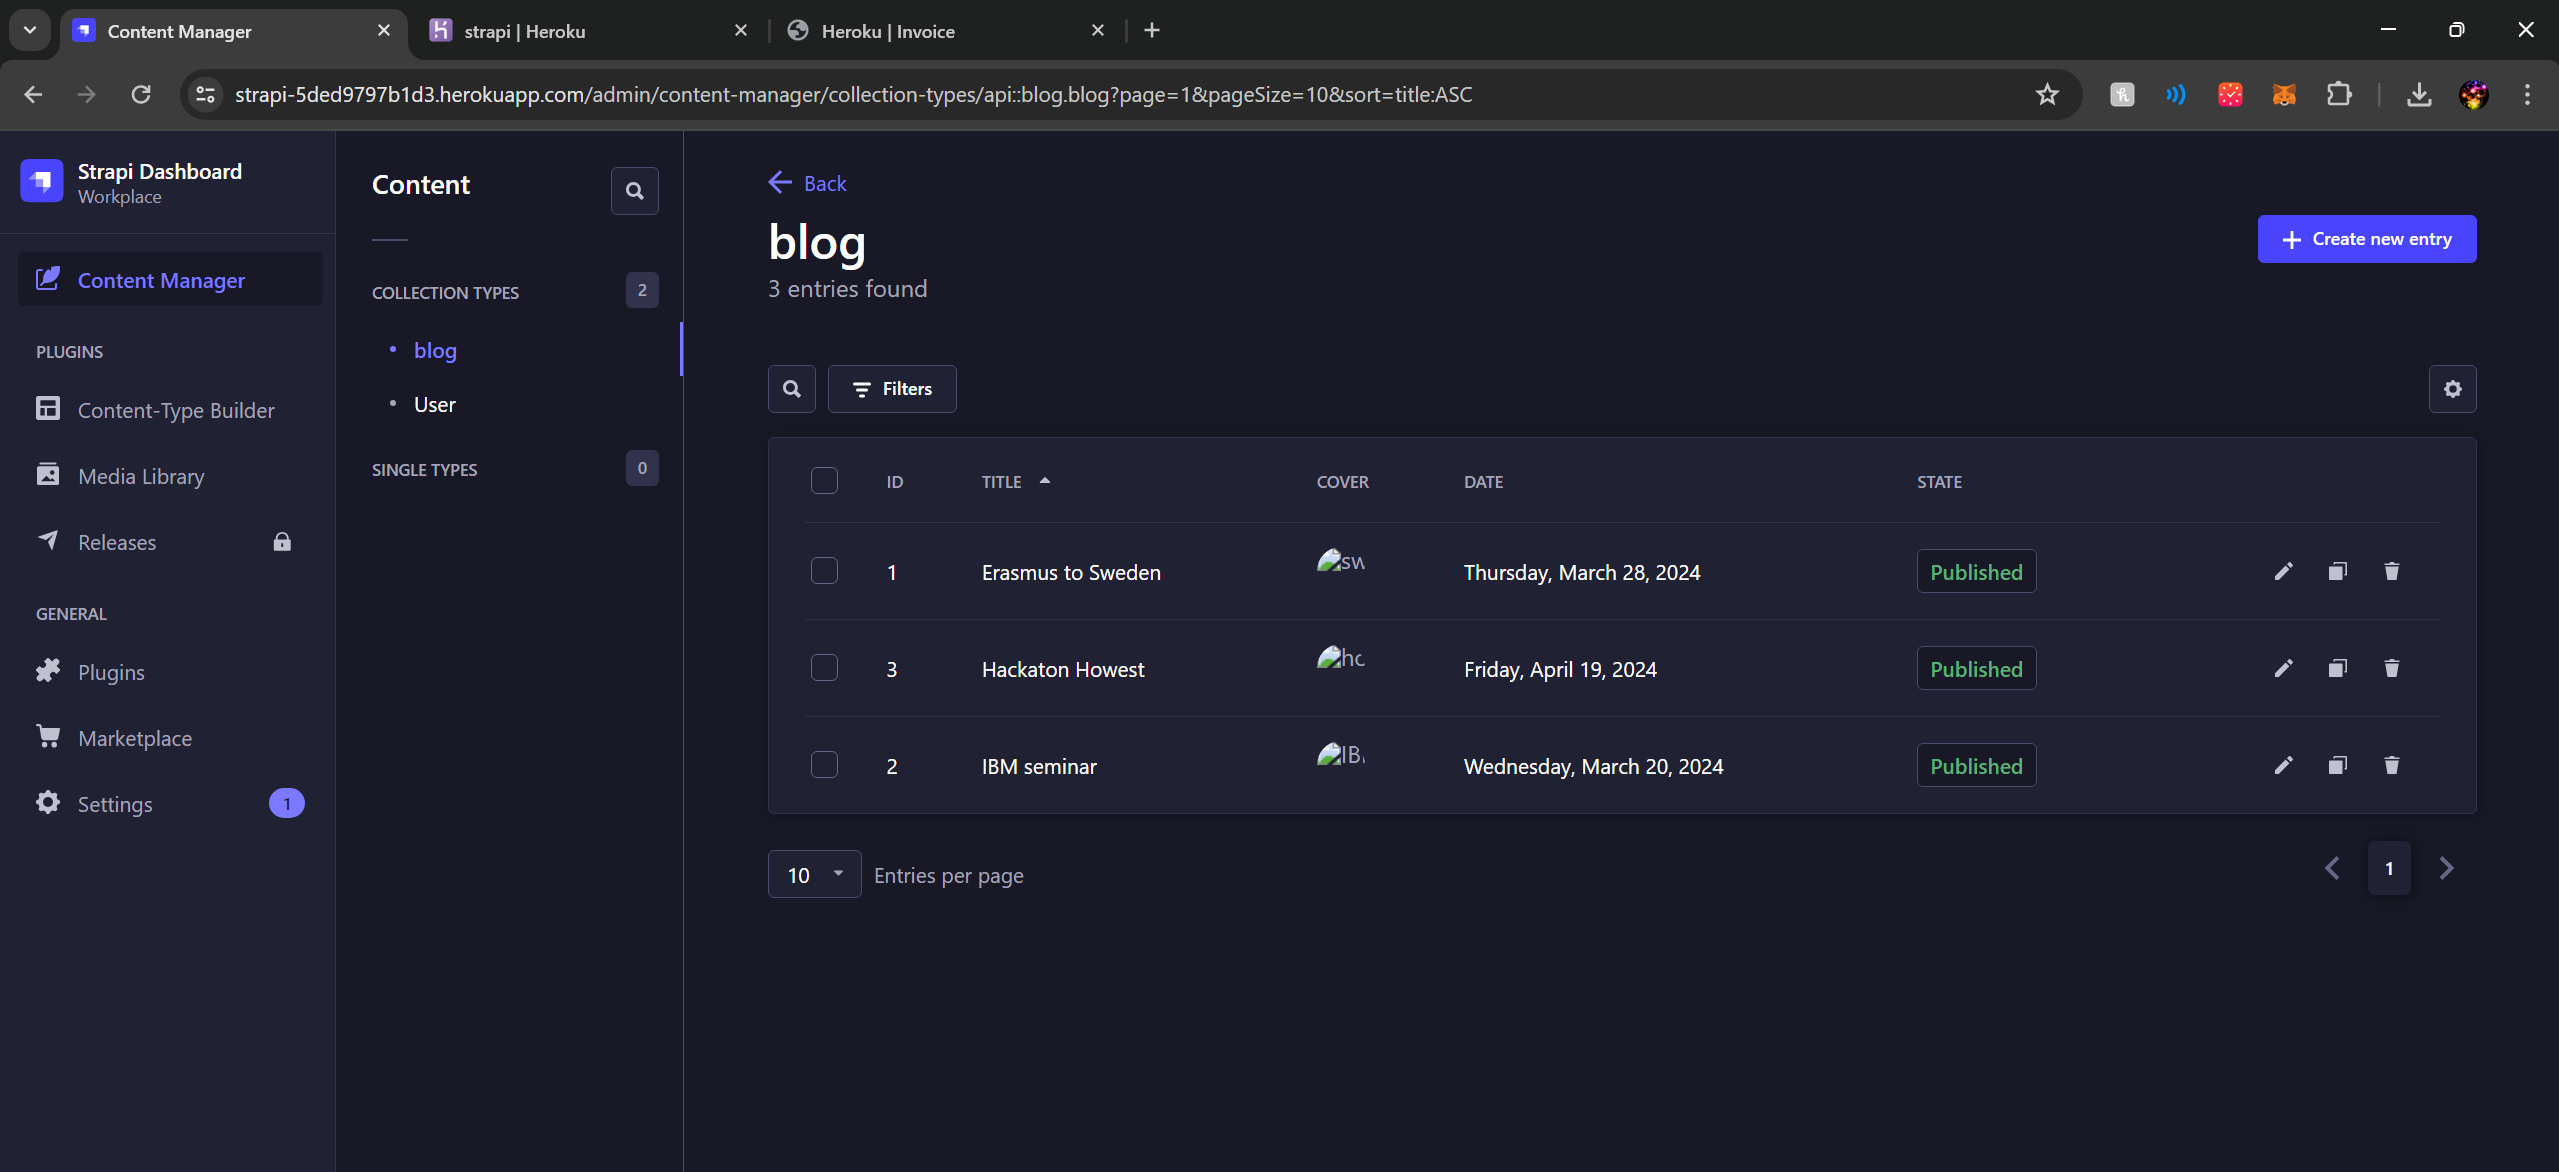 Content Manager
strapi | Heroku
Heroku | Invoice
strapi-5ded9797b1d3.herokuapp.com/admin/content-manager/collection-types/api::blog.blog?page=1&pageSize=10&sort=title:ASC
Strapi Dashboard
Workplace
Content Manager
PLUGINS
Content-Type Builder
Media Library
Releases
GENERAL
Plugins
Marketplace
Settings 1
Content
COLLECTION TYPES 2
blog
User
SINGLE TYPES 0
Back
blog
3 entries found
Create new entry
Filters
ID TITLE COVER DATE STATE
1 Erasmus to Sweden sw Thursday, March 28, 2024 Published
3 Hackaton Howest Friday, April 19, 2024 Published
2 IBM seminar Wednesday, March 20, 2024 Published
10 Entries per page
1